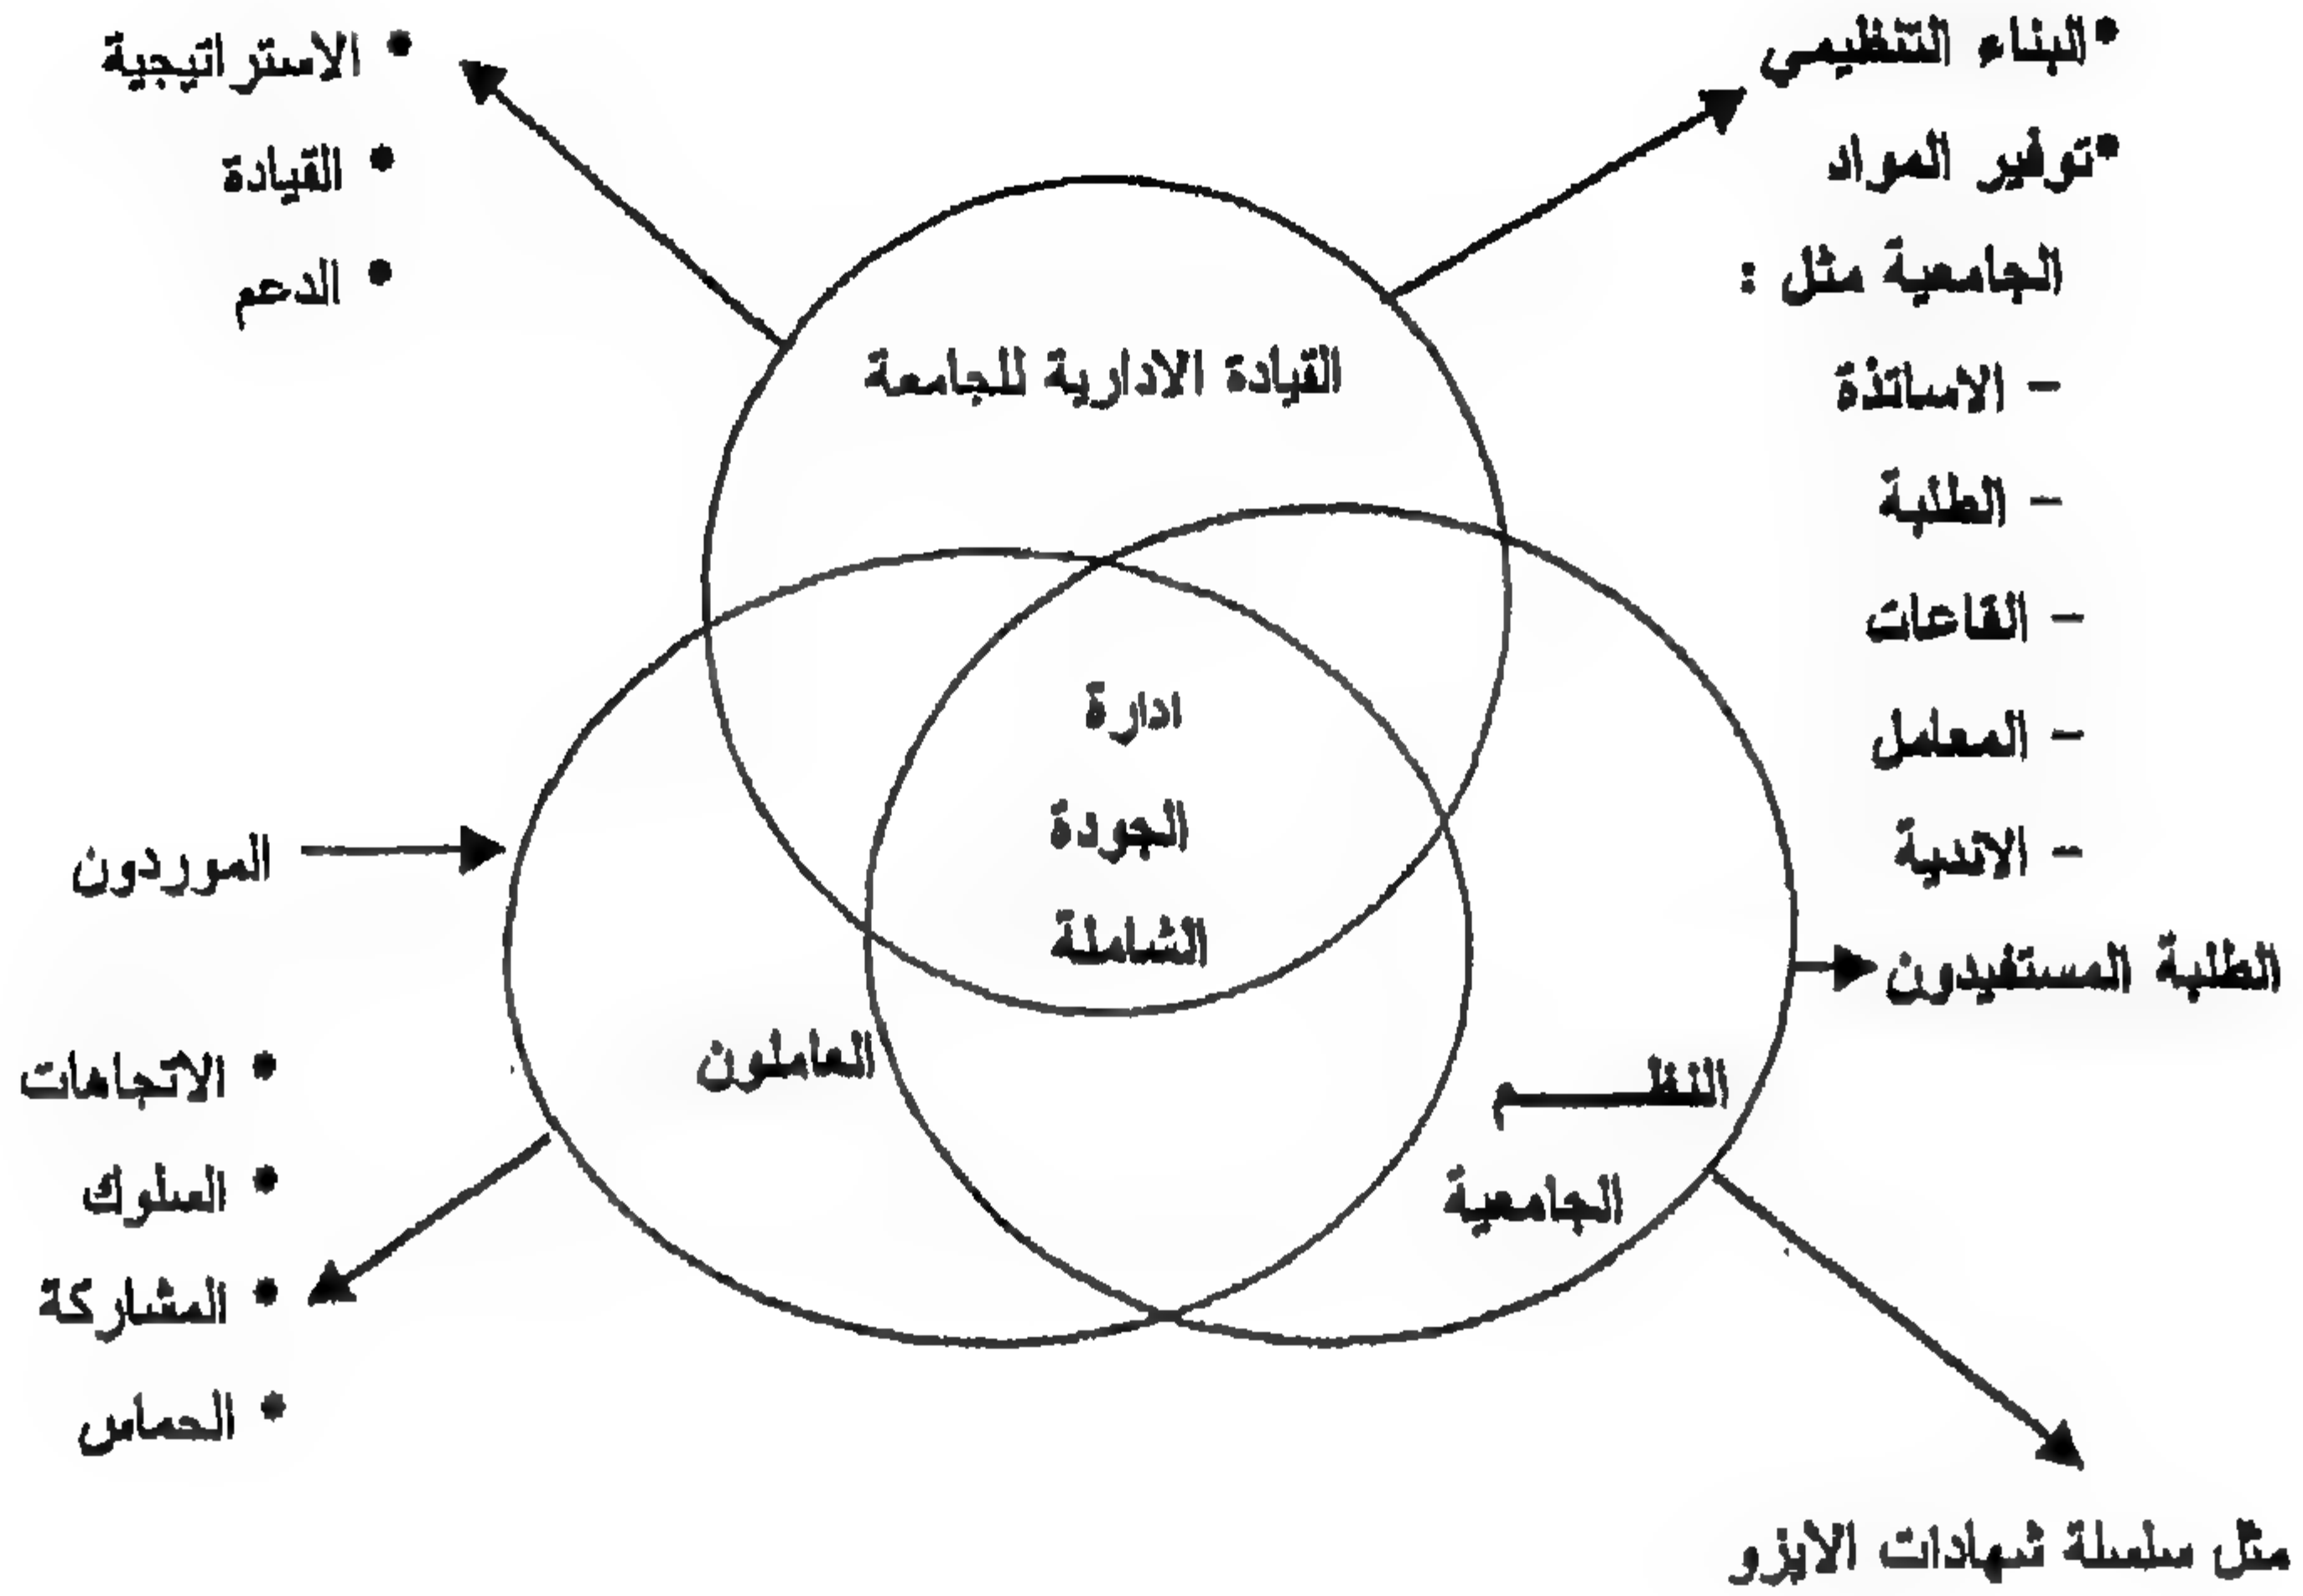 •البناء التنظيمي
•توفير المواد
الجامعية مثل :
– الاساتذة
– الطلبة
– القاعات
– المعامل
– الاندية
• الاستراتيجية
• القيادة
• الدعم
القيادة الادارية للجامعة
ادارة
الجودة
الشاملة
الموردون
الطلبة المستفيدون
العاملون
النظـــــم
الجامعية
• الاتجاهات
• السلوك
• المشاركة
• الحماس
مثل سلسلة شهادات الايزو